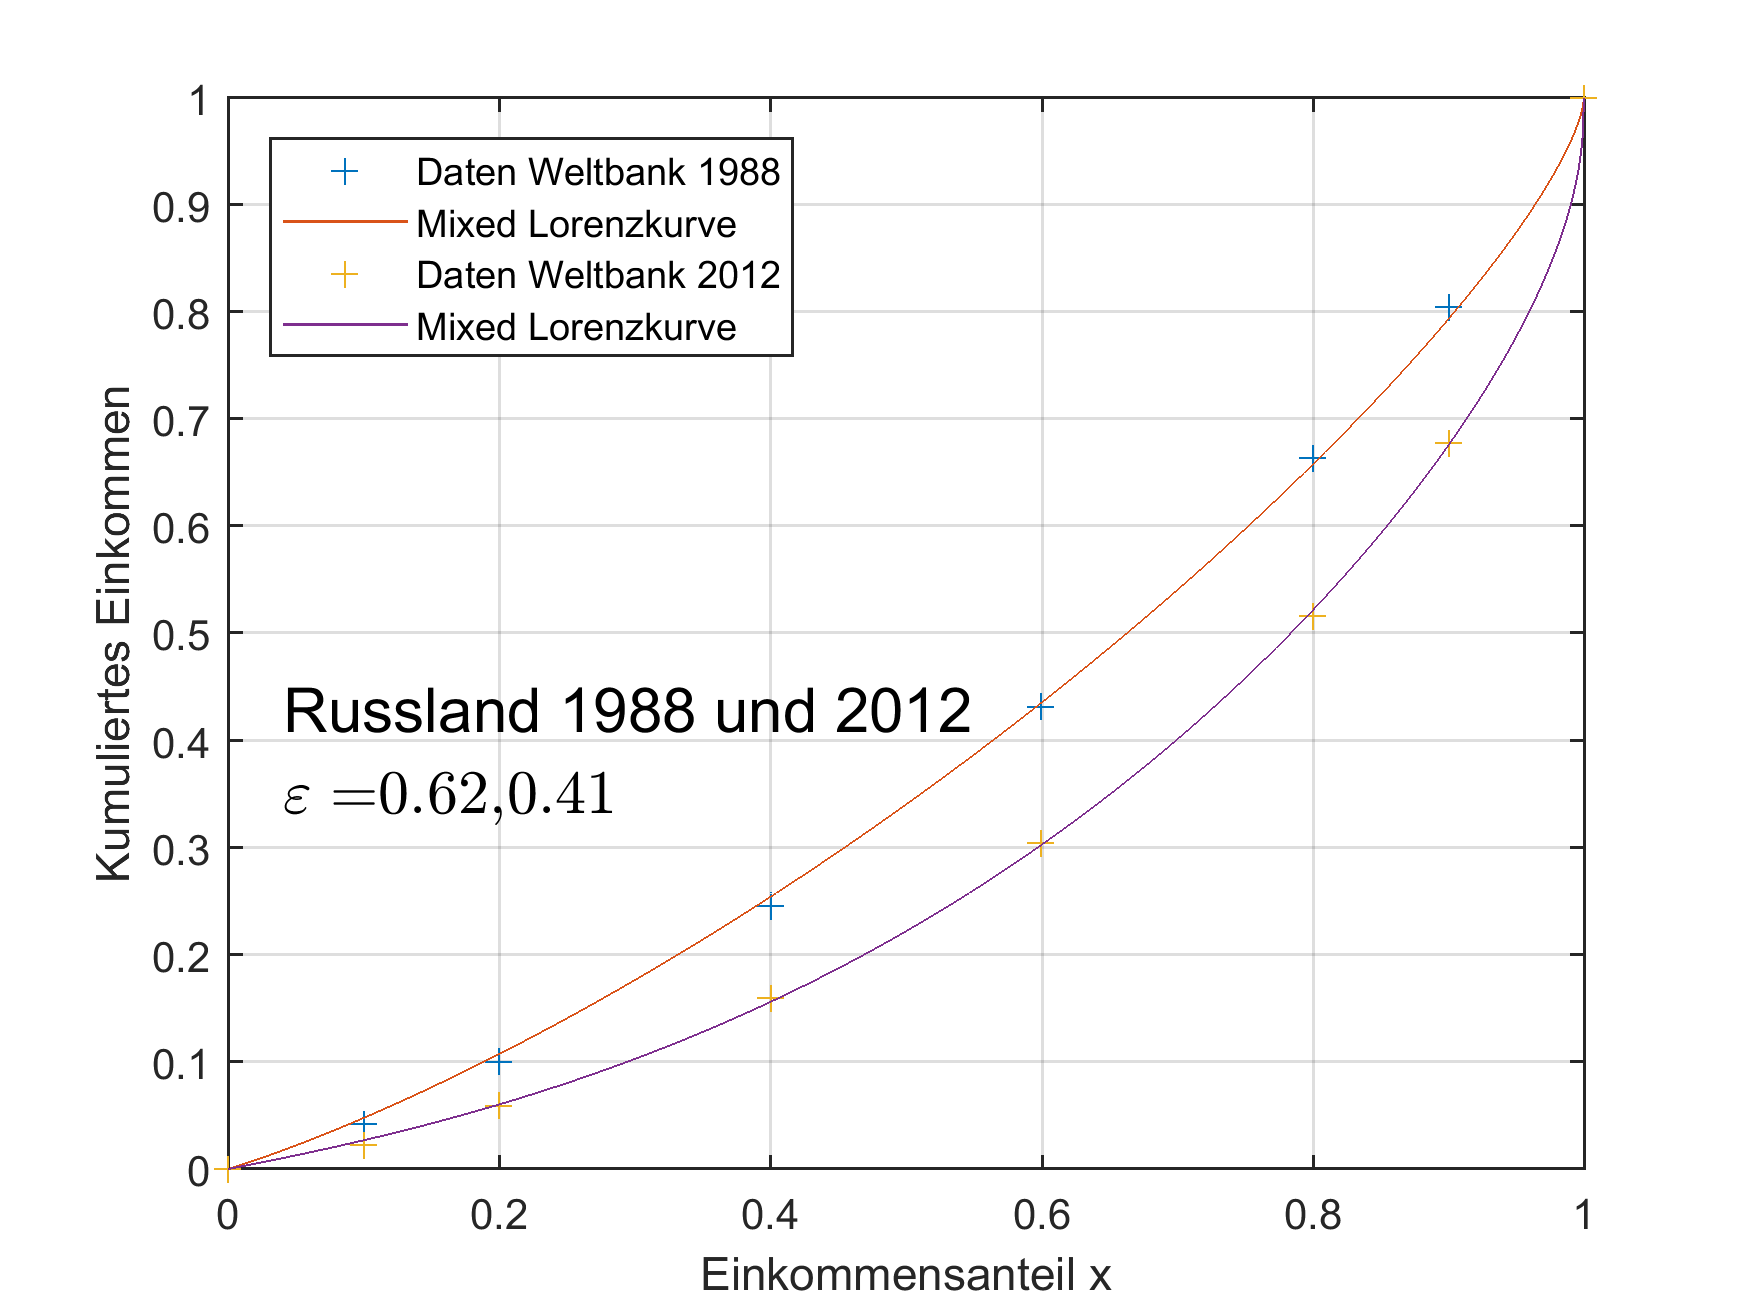 1
0.9
0.8
0.7
0.6
0.5
0.4
0.3
0.2
0.1
0
Kumuliertes Einkommen
Daten Weltbank 1988
Mixed Lorenzkurve
Daten Weltbank 2012
Mixed Lorenzkurve
Russland 1988 und 2012
ε =0.62,0.41
0 0.2 0.4 0.6 0.8 1
Einkommensanteil x